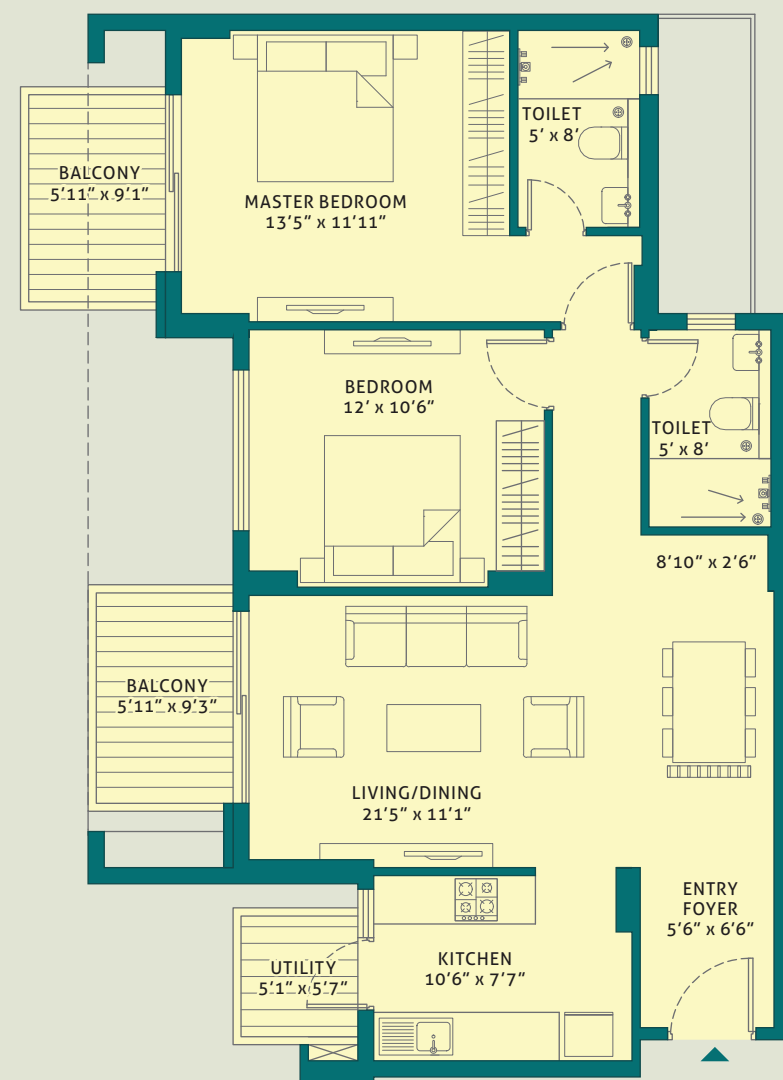 TOILET
5' x 8'
BALCONY
5'11" x 9'1"
MASTER BEDROOM
13'5" x 11'11"
BEDROOM
12' x 10'6"
TOILET
5' x 8'
8'10" x 2'6"
BALCONY
5'11" x 9'3"
LIVING/DINING
21'5" x 11'1"
ENTRY
FOYER
5'6" x 6'6"
KITCHEN
10'6" x 7'7"
UTILITY
5'1" x 5'7"